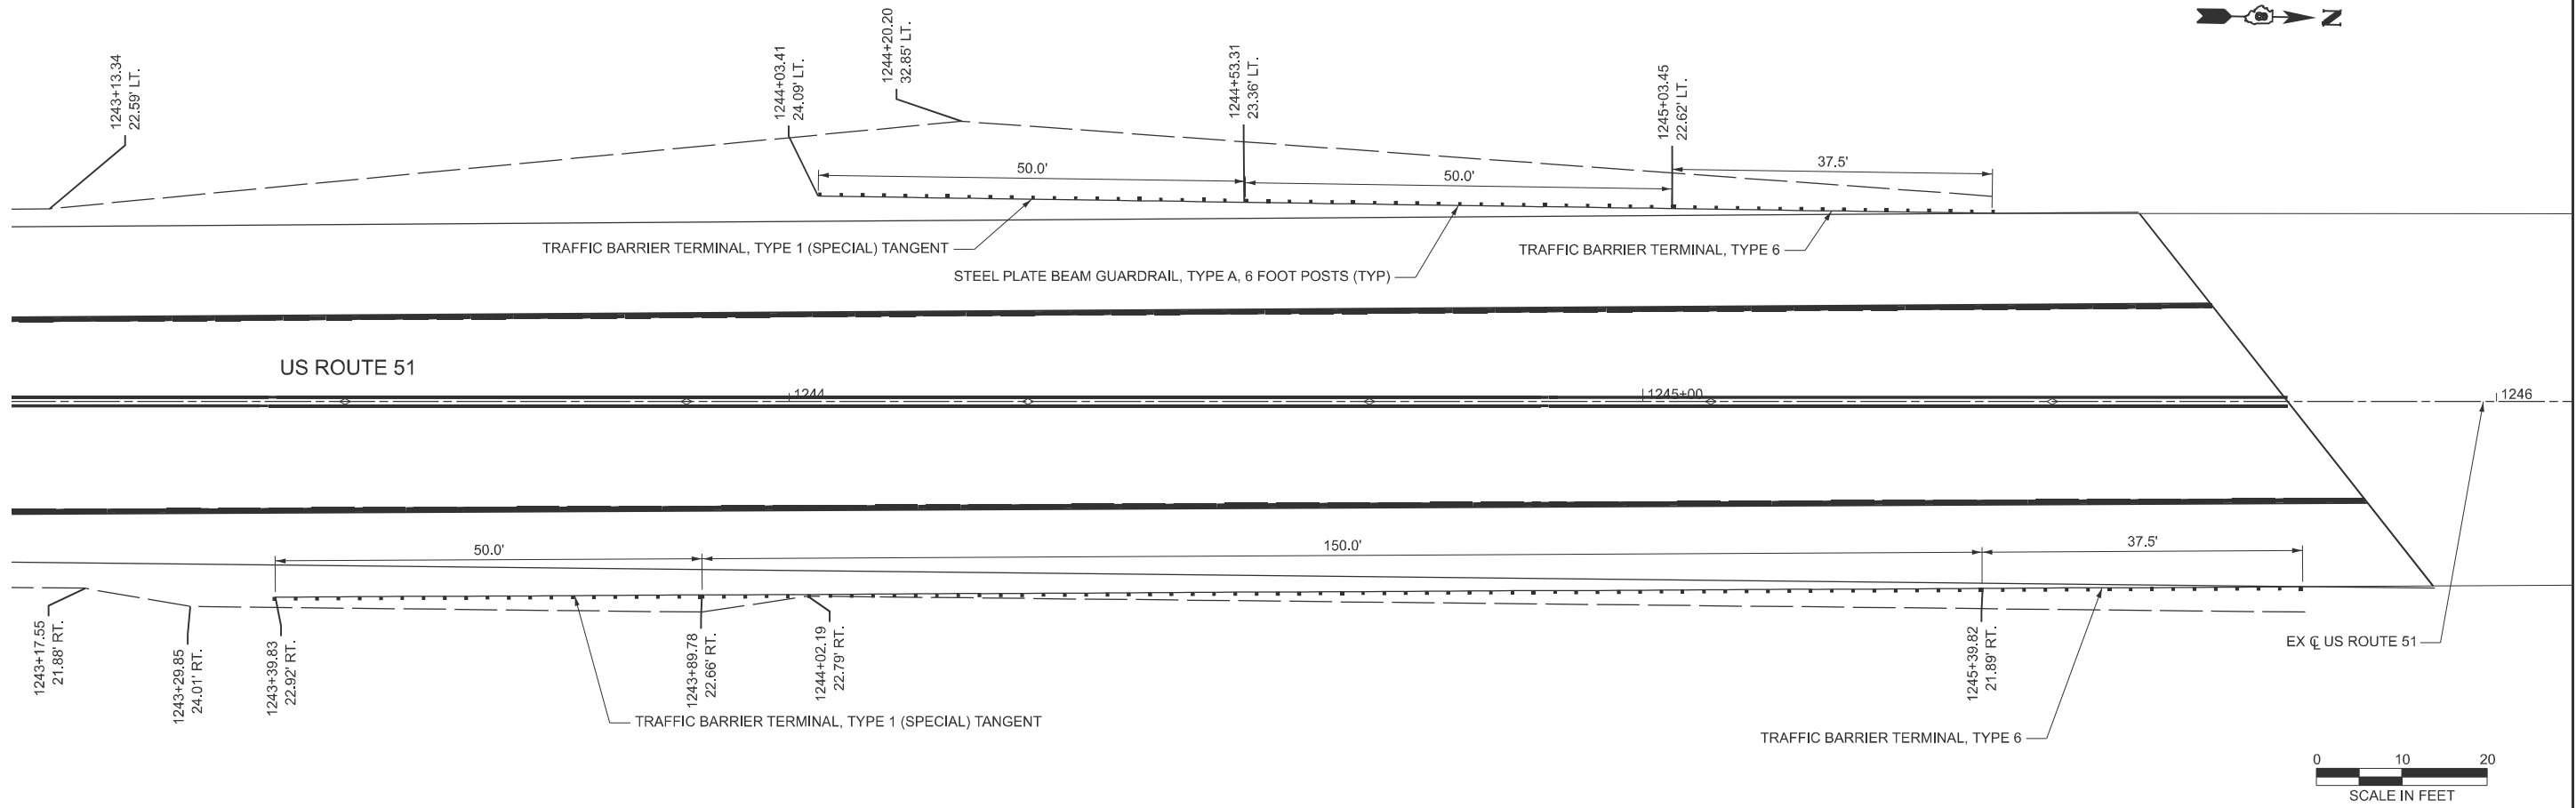 N
1243+13.34
22.59' LT.
1244+03.41
24.09' LT.
1244+20.20
32.85' LT.
1244+53.31
23.36' LT.
1245+03.45
22.62' LT.
50.0'
50.0'
37.5'
TRAFFIC BARRIER TERMINAL, TYPE 1 (SPECIAL) TANGENT
STEEL PLATE BEAM GUARDRAIL, TYPE A, 6 FOOT POSTS (TYP)
TRAFFIC BARRIER TERMINAL, TYPE 6
US ROUTE 51
1244
1245+00
1246
50.0'
150.0'
37.5'
1243+17.55
21.88' RT.
1243+29.85
24.01' RT.
1243+39.83
22.92' RT.
1243+89.78
22.66' RT.
1244+02.19
22.79' RT.
1245+39.82
21.89' RT.
EX ℄ US ROUTE 51
TRAFFIC BARRIER TERMINAL, TYPE 1 (SPECIAL) TANGENT
TRAFFIC BARRIER TERMINAL, TYPE 6
0 10 20
SCALE IN FEET